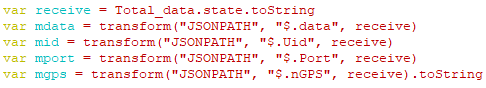 var receive = Total_data.state.toString
var mdata = transform("JSONPATH", "$.data", receive)
var mid = transform("JSONPATH", "$.Uid", receive)
var mport = transform("JSONPATH", "$.Port", receive)
var mgps = transform("JSONPATH", "$.nGPS", receive).toString